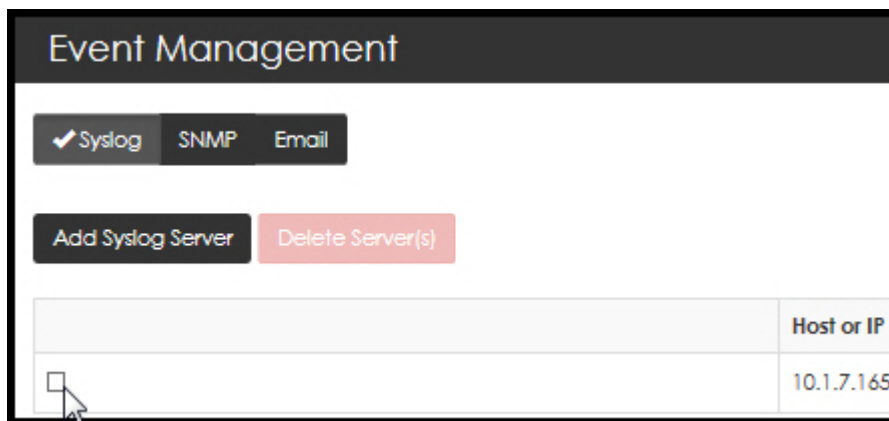 Event Management
Syslog SNMP Email
Add Syslog Server Delete Server(s)
Host or IP
10.1.7.165